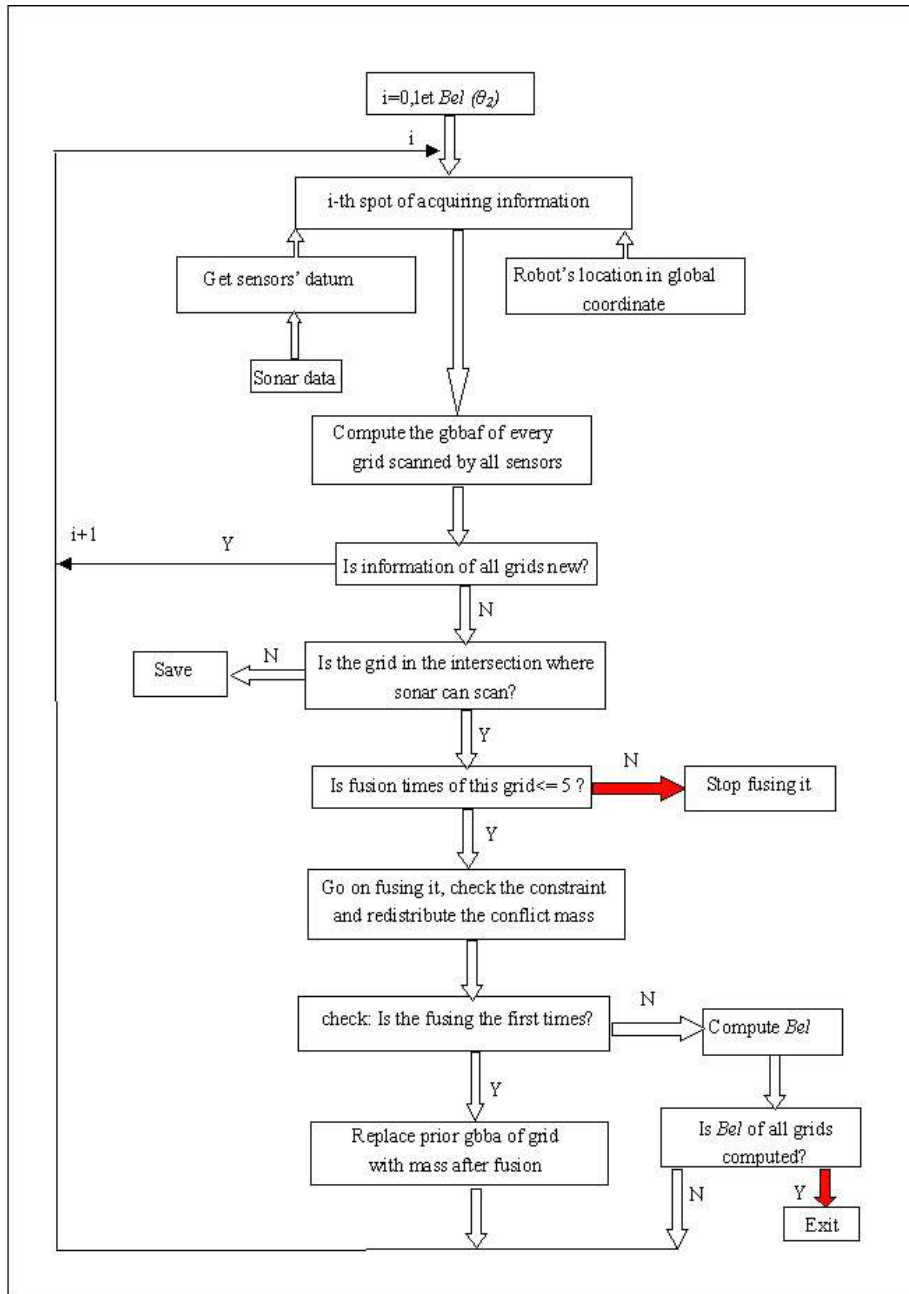 i=0,let Bel (θ₂)
i
i-th spot of acquiring information
Get sensors' datum
Robot's location in global
coordinate
Sonar data
Compute the gbbaf of every
grid scanned by all sensors
i+1
Y
Is information of all grids new?
N
Save
N
Is the grid in the intersection where
sonar can scan?
Y
Is fusion times of this grid<= 5 ?
N
Stop fusing it
Y
Go on fusing it, check the constraint
and redistribute the conflict mass
check: Is the fusing the first times?
N
Compute Bel
Y
Replace prior gbba of grid
with mass after fusion
Is Bel of all grids
computed?
N
Y
Exit